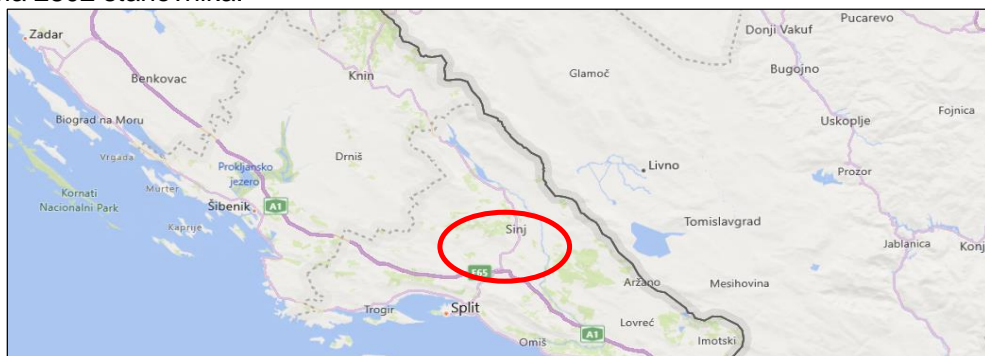 stanovnika.
Zadar
Pucarevo
Donji Vakuf
Benkovac
Knin
Glamoč
Bugojno
Fojnica
Biograd na Moru
Uskoplje
Vrgada
Drniš
Prokljansko
jezero
Livno
Prozor
Murter
Kornati
Nacionalni Park
Šibenik
A1
Tomislavgrad
Kaprije
Sinj
Jablanica
Konj
E65
Aržano
Mesihovina
Trogir
Split
Lovreć
A1
Omiš
Imotski